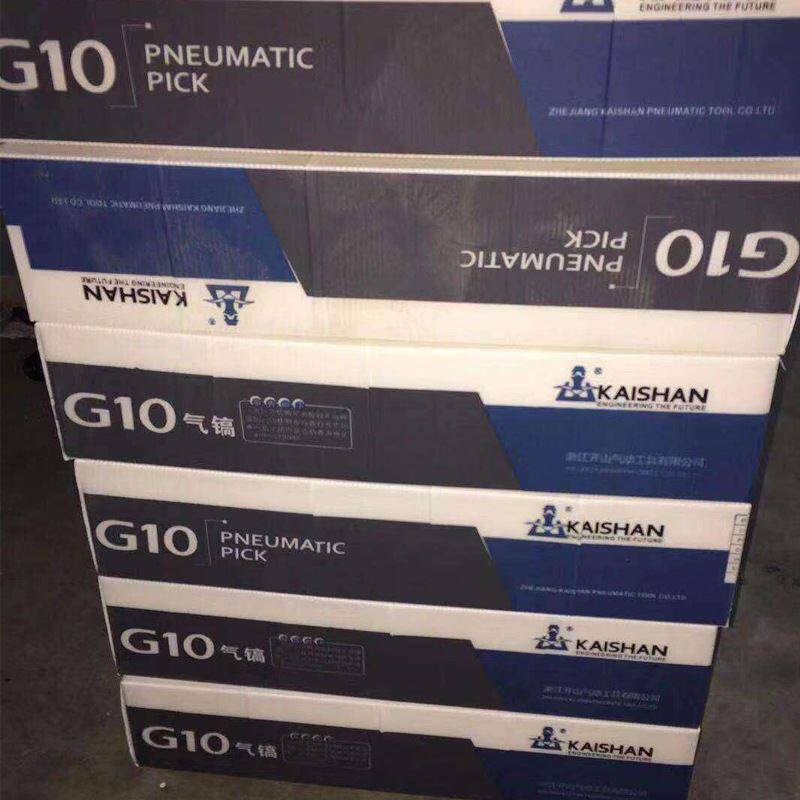 ENGINEERING THE FUTURE
G10
PNEUMATIC
PICK
ZHEJIANG KAISHAN PNEUMATIC TOOL CO LTD
G10
PNEUMATIC
PICK
ZHEJIANG KAISHAN PNEUMATIC TOOL CO LTD
KAISHAN
ENGINEERING THE FUTURE
®
KAISHAN
ENGINEERING THE FUTURE
G10 气镐
浙江开山气动工具有限公司
®
KAISHAN
ENGINEERING THE FUTURE
G10
PNEUMATIC
PICK
ZHEJIANG KAISHAN PNEUMATIC TOOL CO LTD
®
KAISHAN
ENGINEERING THE FUTURE
G10 气镐
浙江开山气动工具有限公司
®
KAISHAN
ENGINEERING THE FUTURE
G10 气镐